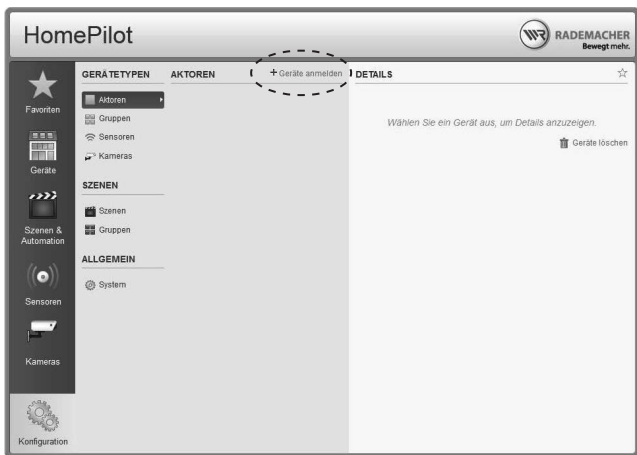 HomePilot
RADEMACHER
Bewegt mehr.
Favoriten
Geräte
Szenen &
Automation
Sensoren
Kameras
Konfiguration
GERÄTETYPEN
Aktoren
Gruppen
Sensoren
Kameras
SZENEN
Szenen
Gruppen
ALLGEMEIN
System
AKTOREN
+ Geräte anmelden
DETAILS
Wählen Sie ein Gerät aus, um Details anzuzeigen.
Geräte löschen